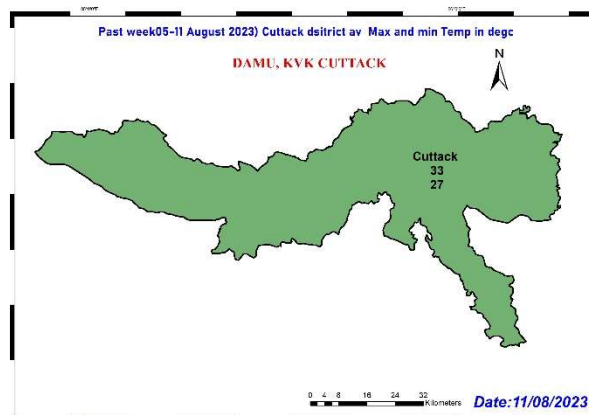 Past week05-11 August 2023) Cuttack dsitrict av Max and min Temp in degc
DAMU, KVK CUTTACK
N
Cuttack
33
27
0 4 8 16 24 32
Kilometers
Date:11/08/2023